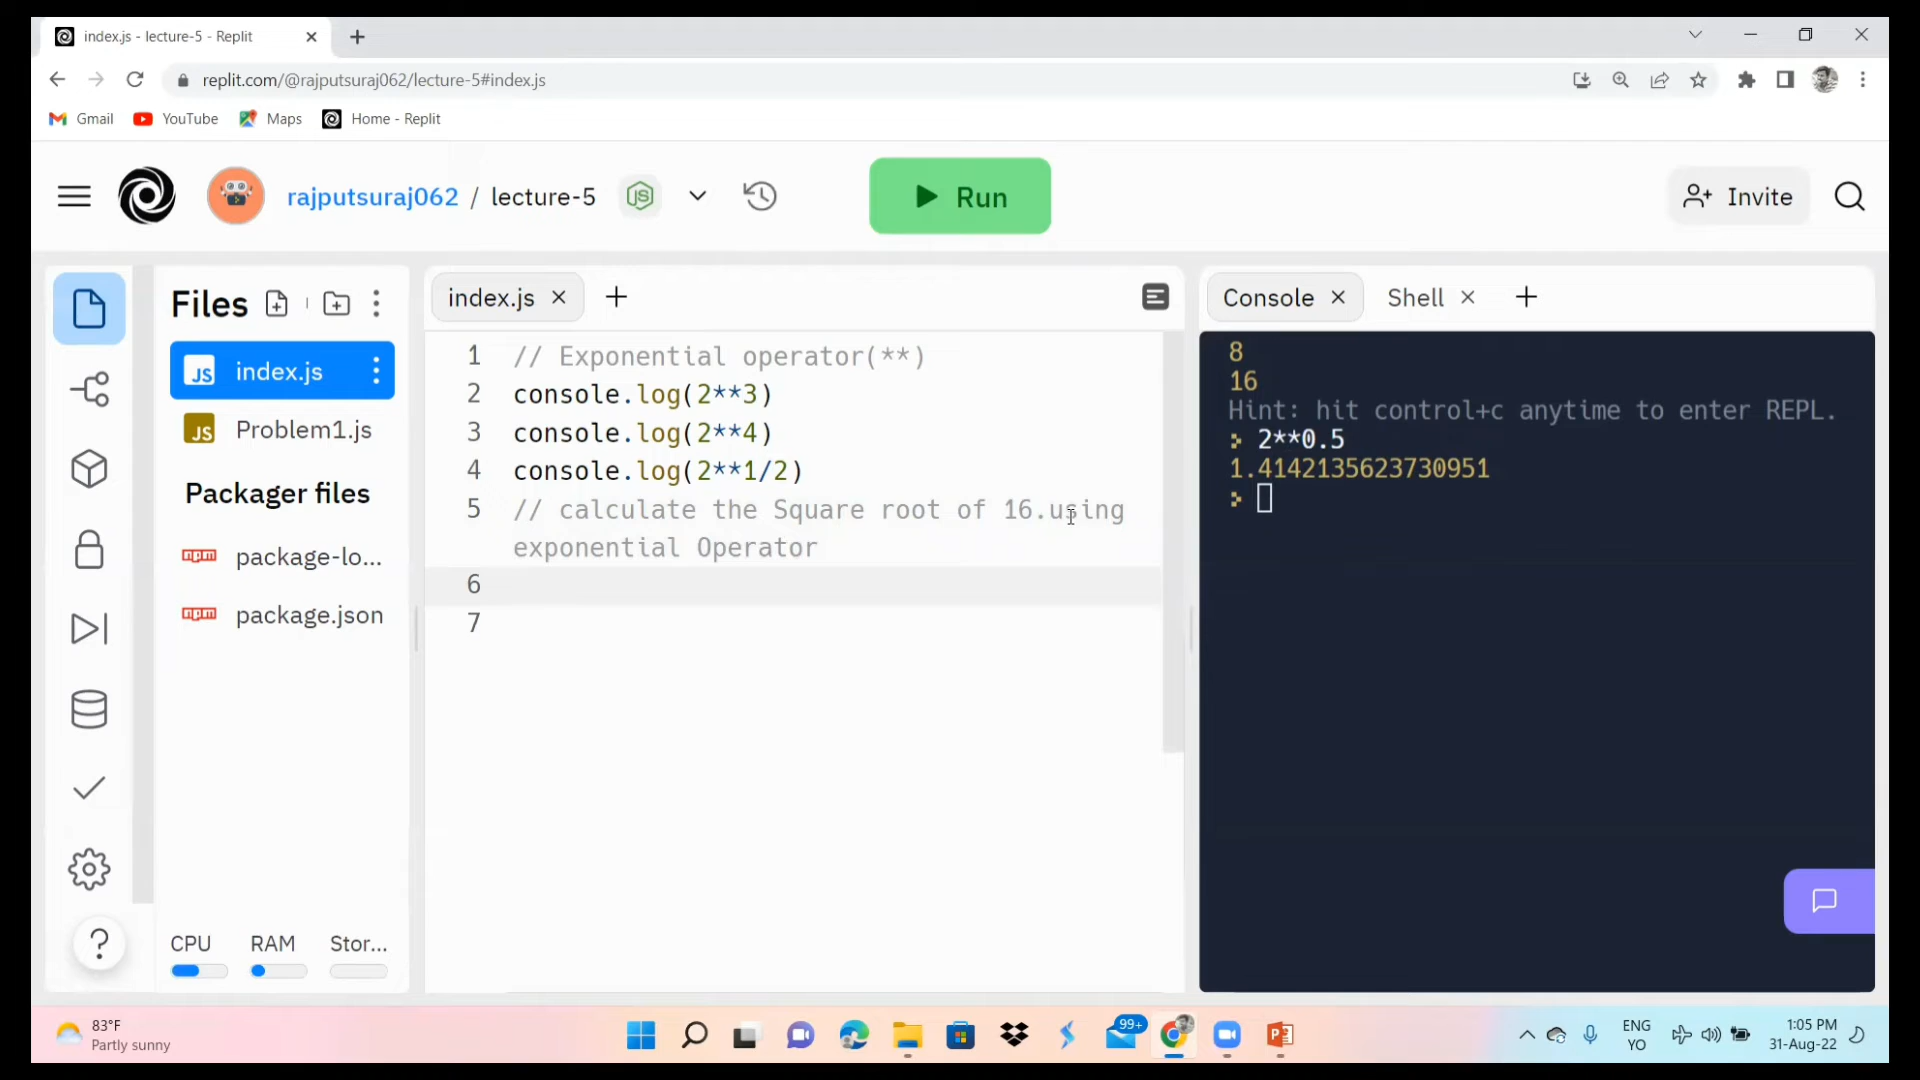 index.js - lecture-5 - Replit
replit.com/@rajputsuraj062/lecture-5#index.js
Gmail YouTube Maps Home - Replit
rajputsuraj062 / lecture-5 Run Invite
Files index.js Console Shell
index.js
Problem1.js
Packager files
package-lo...
package.json
CPU RAM Stor...
1 // Exponential operator(**)
2 console.log(2**3)
3 console.log(2**4)
4 console.log(2**1/2)
5 // calculate the Square root of 16.using
exponential Operator
6
7
8
16
Hint: hit control+c anytime to enter REPL.
2**0.5
1.4142135623730951
83°F
Partly sunny
99+
ENG
YO
1:05 PM
31-Aug-22